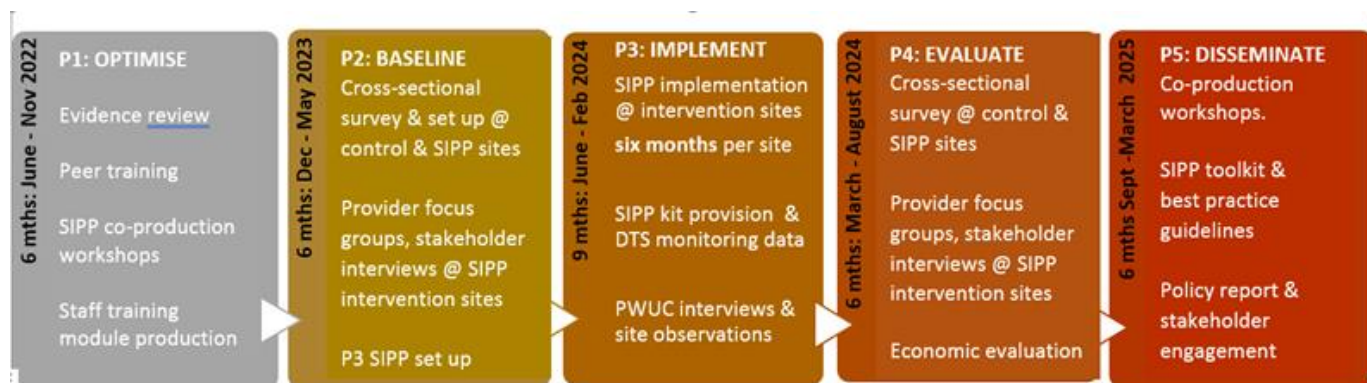 6 mths: June - Nov 2022
P1: OPTIMISE
Evidence review
Peer training
SIPP co-production
workshops
Staff training
module production
6 mths: Dec - May 2023
P2: BASELINE
Cross-sectional
survey & set up @
control & SIPP sites
Provider focus
groups, stakeholder
interviews @ SIPP
intervention sites
P3 SIPP set up
9 mths: June - Feb 2024
P3: IMPLEMENT
SIPP implementation
@ intervention sites
six months per site
SIPP kit provision &
DTS monitoring data
PWUC interviews &
site observations
6 mths: March - August 2024
P4: EVALUATE
Cross-sectional
survey @ control &
SIPP sites
Provider focus
groups, stakeholder
interviews @ SIPP
intervention sites
Economic evaluation
6 mths Sept -March 2025
P5: DISSEMINATE
Co-production
workshops.
SIPP toolkit &
best practice
guidelines
Policy report &
stakeholder
engagement